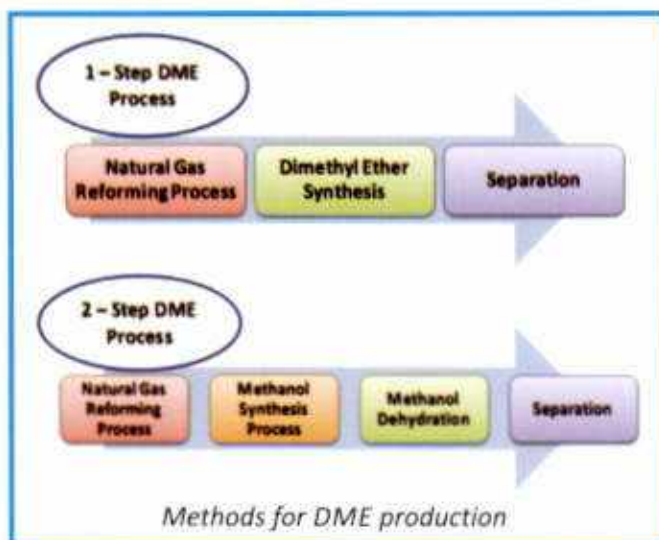 1 – Step DME
Process
Natural Gas
Reforming Process
Dimethyl Ether
Synthesis
Separation
2 – Step DME
Process
Natural Gas
Reforming
Process
Methanol
Synthesis
Process
Methanol
Dehydration
Separation
Methods for DME production